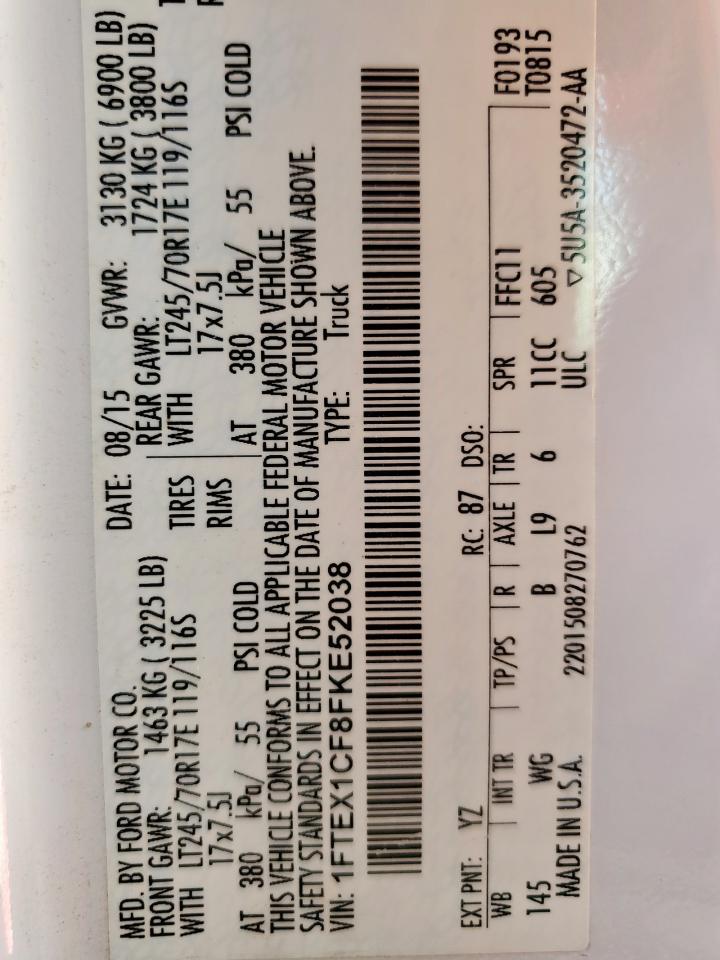 MFD. BY FORD MOTOR CO.
DATE: 08/15 GVWR: 3130 KG ( 6900 LB)
FRONT GAWR: 1463 KG ( 3225 LB)
REAR GAWR: 1724 KG ( 3800 LB)
WITH LT245/70R17E 119/116S TIRES WITH LT245/70R17E 119/116S
17x7.5J RIMS 17x7.5J
AT 380 kPa/ 55 PSI COLD AT 380 kPa/ 55 PSI COLD
THIS VEHICLE CONFORMS TO ALL APPLICABLE FEDERAL MOTOR VEHICLE
SAFETY STANDARDS IN EFFECT ON THE DATE OF MANUFACTURE SHOWN ABOVE.
VIN: 1FTEX1CF8FKE52038 TYPE: Truck
EXT PNT: YZ RC: 87 DSO:
WB INT TR TP/PS R AXLE TR SPR FFC11 F0193
145 WG B L9 6 11CC 605 T0815
MADE IN U.S.A. 2201508270762 ULC ▽ 5U5A-3520472-AA